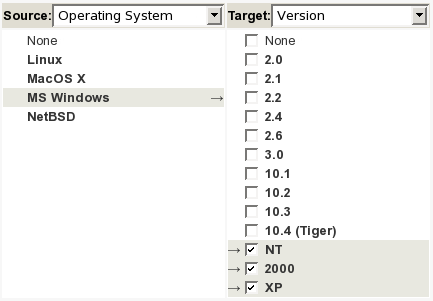 Source: Operating System
None
Linux
MacOS X
MS Windows →
NetBSD
Target: Version
None
2.0
2.1
2.2
2.4
2.6
3.0
10.1
10.2
10.3
10.4 (Tiger)
→ NT
→ 2000
→ XP